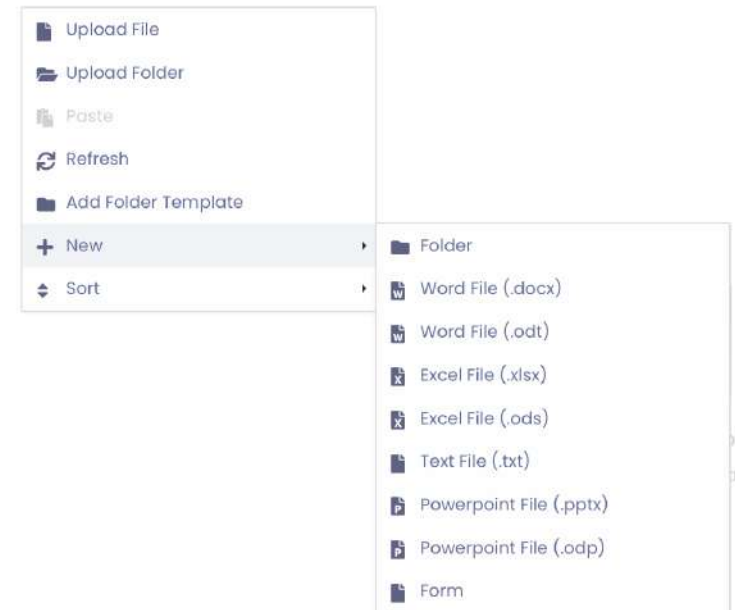 Upload File
Upload Folder
Paste
Refresh
Add Folder Template
New
Sort
Folder
Word File (.docx)
Word File (.odt)
Excel File (.xlsx)
Excel File (.ods)
Text File (.txt)
Powerpoint File (.pptx)
Powerpoint File (.odp)
Form